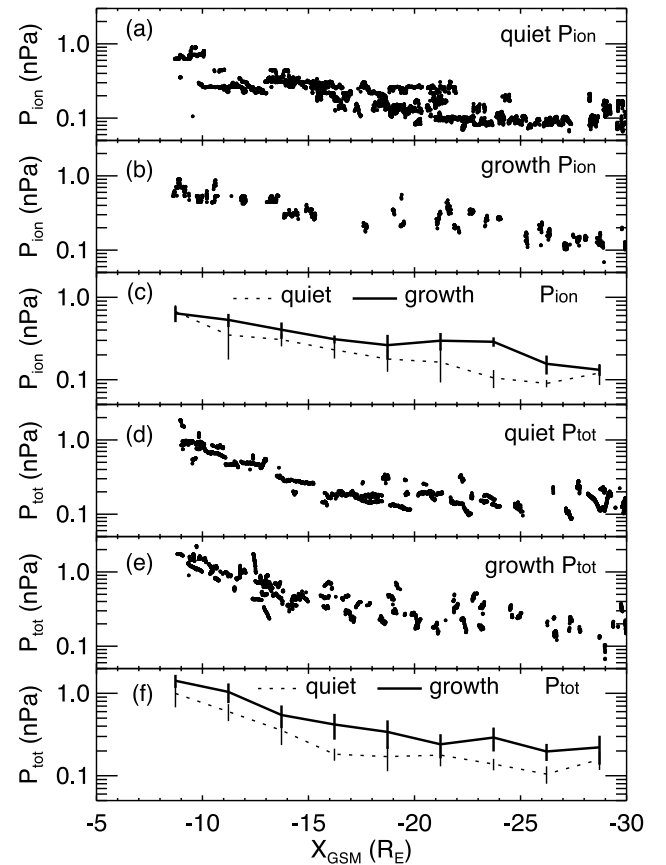 (a) quiet Pion
1.0
0.1
Pion (nPa)
(b) growth Pion
1.0
0.1
Pion (nPa)
(c) quiet growth Pion
1.0
0.1
Pion (nPa)
(d) quiet Ptot
1.0
0.1
Ptot (nPa)
(e) growth Ptot
1.0
0.1
Ptot (nPa)
(f) quiet growth Ptot
1.0
0.1
Ptot (nPa)
-5 -10 -15 -20 -25 -30
XGSM (RE)